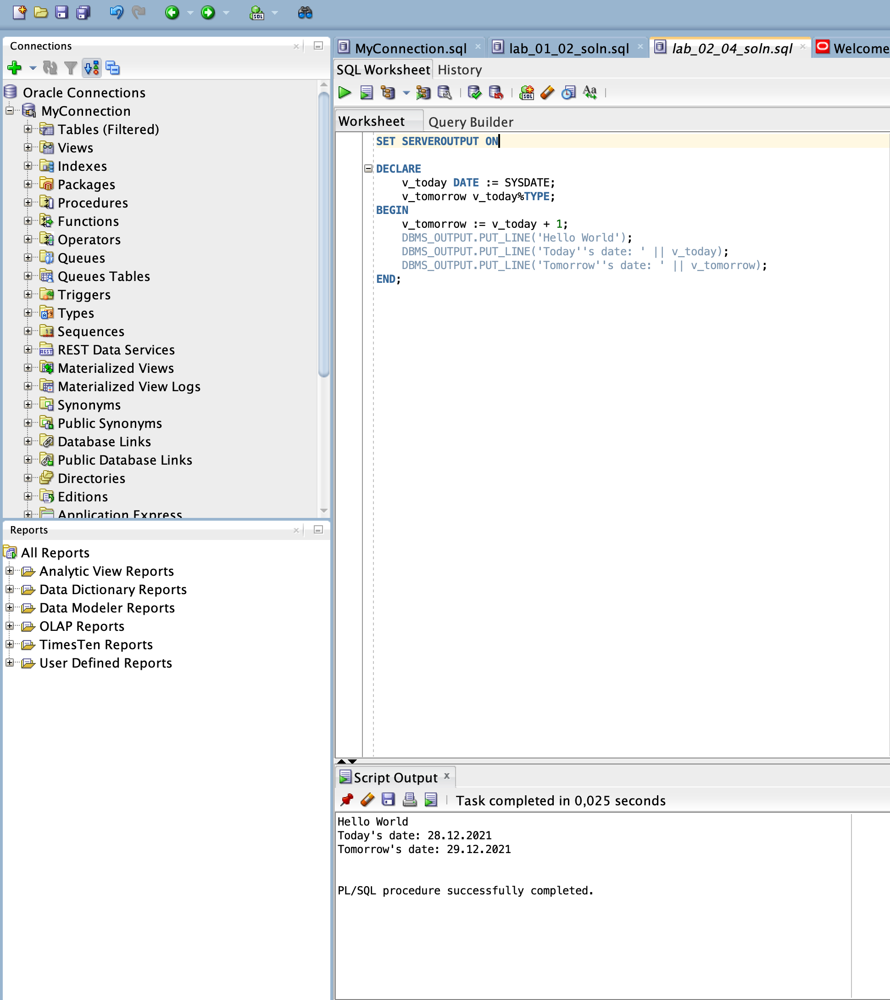 Connections
Oracle Connections
MyConnection
Tables (Filtered)
Views
Indexes
Packages
Procedures
Functions
Operators
Queues
Queues Tables
Triggers
Types
Sequences
REST Data Services
Materialized Views
Materialized View Logs
Synonyms
Public Synonyms
Database Links
Public Database Links
Directories
Editions
Application Express
Reports
All Reports
Analytic View Reports
Data Dictionary Reports
Data Modeler Reports
OLAP Reports
TimesTen Reports
User Defined Reports
MyConnection.sql
lab_01_02_soln.sql
lab_02_04_soln.sql
Welcome
SQL Worksheet
History
Worksheet
Query Builder
SET SERVEROUTPUT ON
DECLARE
v_today DATE := SYSDATE;
v_tomorrow v_today%TYPE;
BEGIN
v_tomorrow := v_today + 1;
DBMS_OUTPUT.PUT_LINE('Hello World');
DBMS_OUTPUT.PUT_LINE('Today''s date: ' || v_today);
DBMS_OUTPUT.PUT_LINE('Tomorrow''s date: ' || v_tomorrow);
END;
Script Output
Task completed in 0,025 seconds
Hello World
Today's date: 28.12.2021
Tomorrow's date: 29.12.2021
PL/SQL procedure successfully completed.